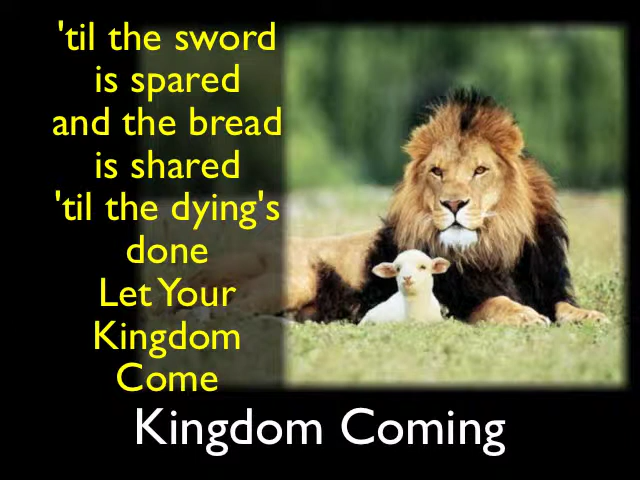 'til the sword
is spared
and the bread
is shared
'til the dying's
done
Let Your
Kingdom
Come
Kingdom Coming